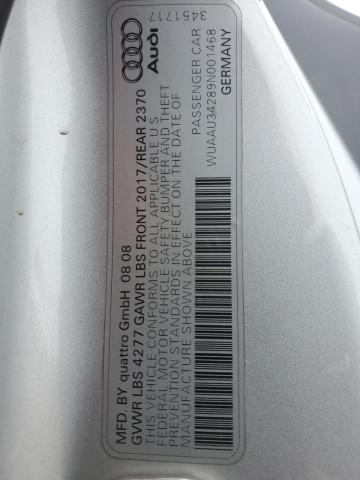 3451717
Audi
MFD. BY quattro GmbH 08 08
GVWR LBS 4277 GAWR LBS FRONT 2017/REAR 2370
THIS VEHICLE CONFORMS TO ALL APPLICABLE U S
FEDERAL MOTOR VEHICLE SAFETY BUMPER AND THEFT
PREVENTION STANDARDS IN EFFECT ON THE DATE OF
MANUFACTURE SHOWN ABOVE
PASSENGER CAR
WUAAU34289N001468
GERMANY